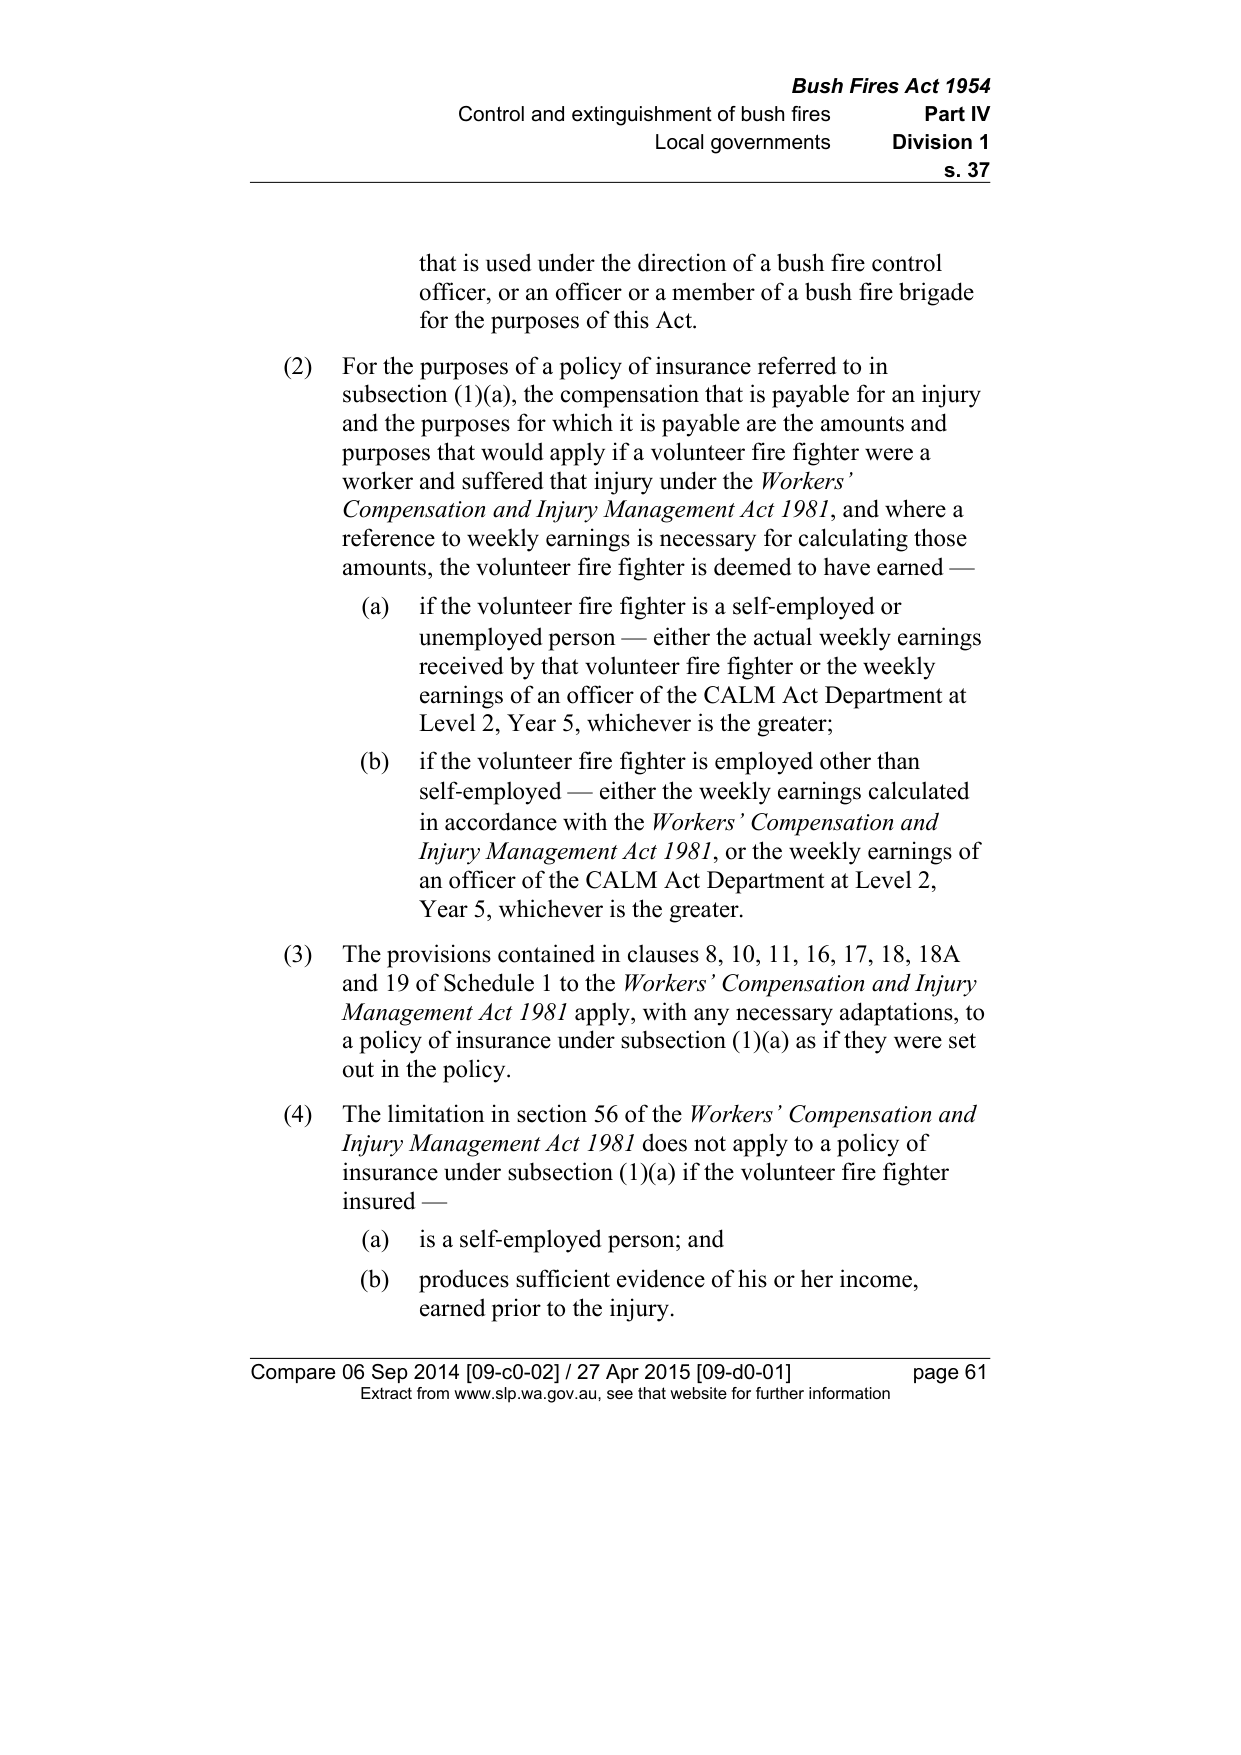 Bush Fires Act 1954
Control and extinguishment of bush fires Part IV
Local governments Division 1
s. 37
that is used under the direction of a bush fire control
officer, or an officer or a member of a bush fire brigade
for the purposes of this Act.
(2) For the purposes of a policy of insurance referred to in
subsection (1)(a), the compensation that is payable for an injury
and the purposes for which it is payable are the amounts and
purposes that would apply if a volunteer fire fighter were a
worker and suffered that injury under the Workers’
Compensation and Injury Management Act 1981, and where a
reference to weekly earnings is necessary for calculating those
amounts, the volunteer fire fighter is deemed to have earned —
(a) if the volunteer fire fighter is a self-employed or
unemployed person — either the actual weekly earnings
received by that volunteer fire fighter or the weekly
earnings of an officer of the CALM Act Department at
Level 2, Year 5, whichever is the greater;
(b) if the volunteer fire fighter is employed other than
self-employed — either the weekly earnings calculated
in accordance with the Workers’ Compensation and
Injury Management Act 1981, or the weekly earnings of
an officer of the CALM Act Department at Level 2,
Year 5, whichever is the greater.
(3) The provisions contained in clauses 8, 10, 11, 16, 17, 18, 18A
and 19 of Schedule 1 to the Workers’ Compensation and Injury
Management Act 1981 apply, with any necessary adaptations, to
a policy of insurance under subsection (1)(a) as if they were set
out in the policy.
(4) The limitation in section 56 of the Workers’ Compensation and
Injury Management Act 1981 does not apply to a policy of
insurance under subsection (1)(a) if the volunteer fire fighter
insured —
(a) is a self-employed person; and
(b) produces sufficient evidence of his or her income,
earned prior to the injury.
Compare 06 Sep 2014 [09-c0-02] / 27 Apr 2015 [09-d0-01] page 61
Extract from www.slp.wa.gov.au, see that website for further information